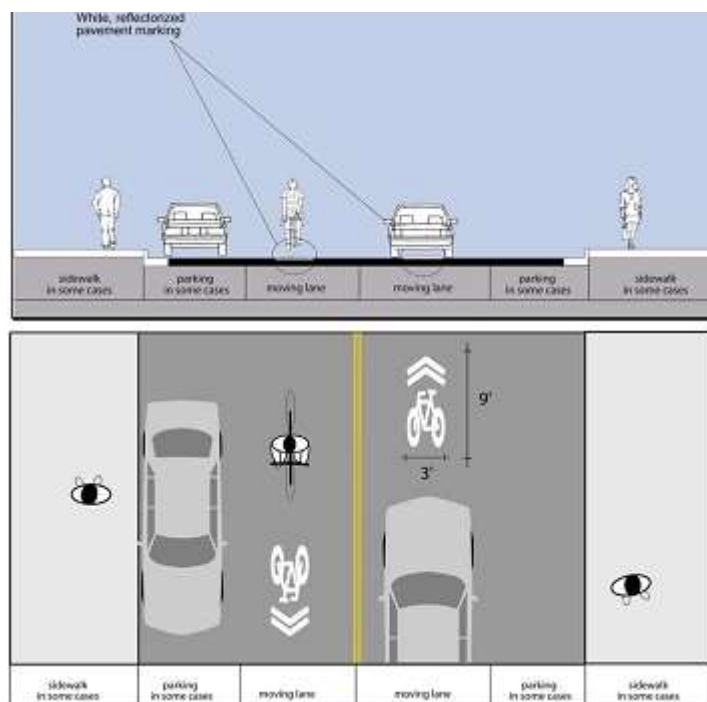 White, reflectorized
pavement marking
sidewalk
in some cases
parking
in some cases
moving lane
moving lane
parking
in some cases
sidewalk
in some cases
9'
3'
sidewalk
in some cases
parking
in some cases
moving lane
moving lane
parking
in some cases
sidewalk
in some cases